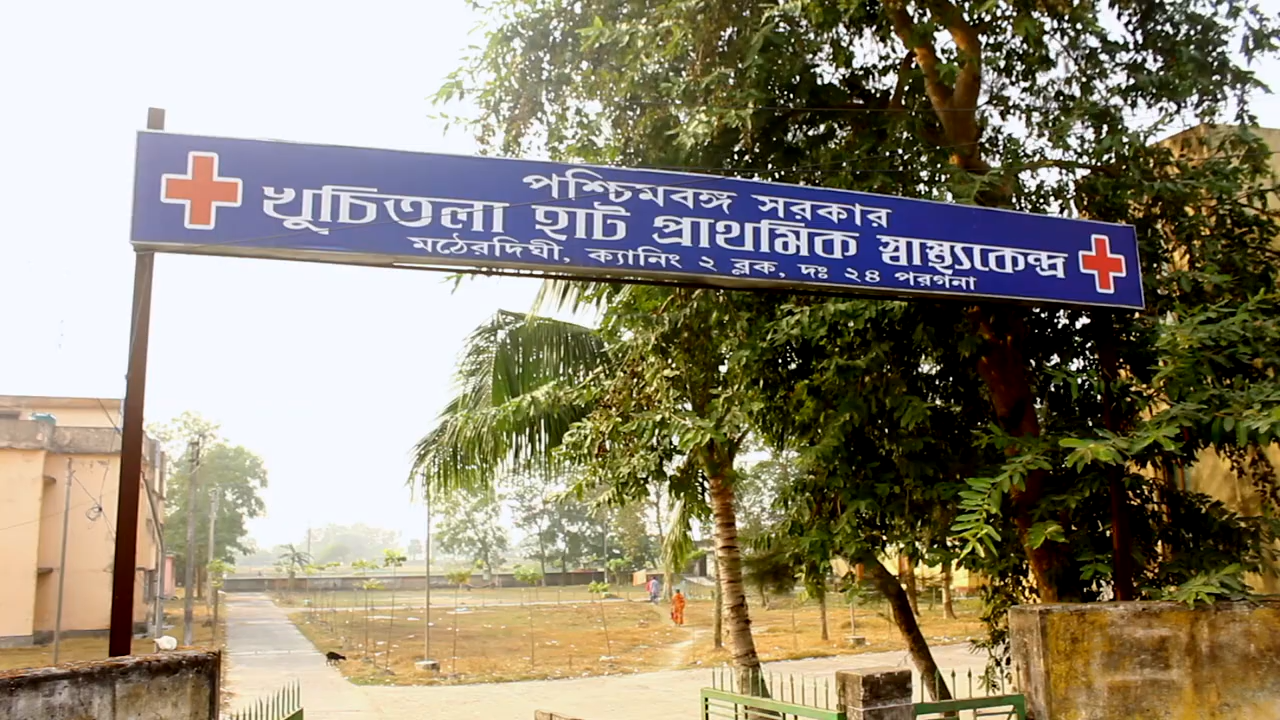 পশ্চিমবঙ্গ সরকার
খুচিতলা হাট প্রাথমিক স্বাস্থ্যকেন্দ্র
মঠেরদিঘী, ক্যানিং ২ ব্লক, দঃ ২৪ পরগনা